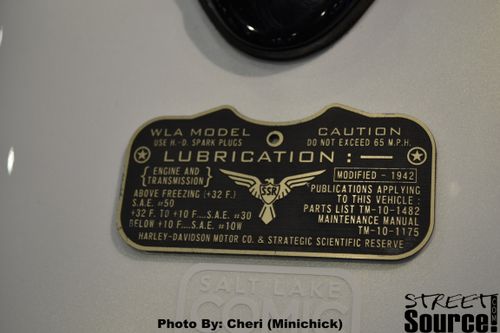 WLA MODEL
USE H.-D. SPARK PLUGS
CAUTION
DO NOT EXCEED 65 M.P.H.
LUBRICATION :
ENGINE AND
TRANSMISSION
ABOVE FREEZING (+32 F.)
S.A.E. #50
+32 F. TO +10 F....S.A.E. #30
BELOW +10 F....S.A.E. #10W
SSR
MODIFIED - 1942
PUBLICATIONS APPLYING
TO THIS VEHICLE :
PARTS LIST TM-10-1482
MAINTENANCE MANUAL
TM-10-1175
HARLEY-DAVIDSON MOTOR CO. & STRATEGIC SCIENTIFIC RESERVE
SALT LAKE
STREET
Source!
Photo By: Cheri (Minichick)